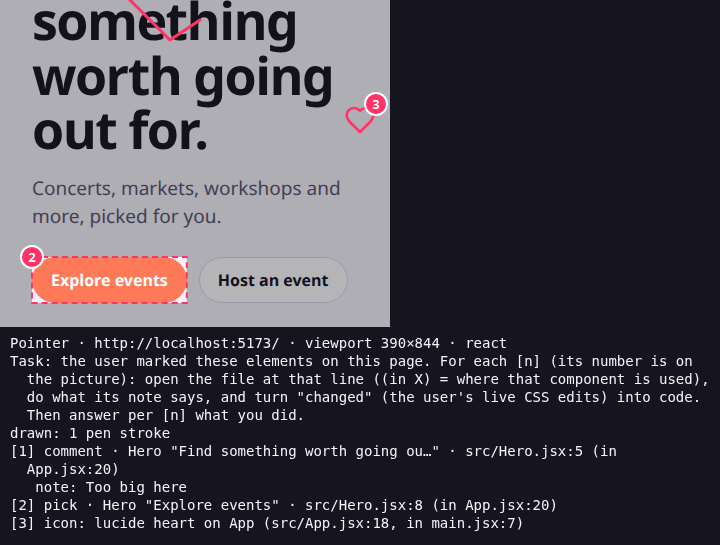 something
worth going
out for.
3
Concerts, markets, workshops and
more, picked for you.
2
Explore events
Host an event
Pointer · http://localhost:5173/ · viewport 390×844 · react
Task: the user marked these elements on this page. For each [n] (its number is on
the picture): open the file at that line ((in X) = where that component is used),
do what its note says, and turn "changed" (the user's live CSS edits) into code.
Then answer per [n] what you did.
drawn: 1 pen stroke
[1] comment · Hero "Find something worth going ou…" · src/Hero.jsx:5 (in
App.jsx:20)
note: Too big here
[2] pick · Hero "Explore events" · src/Hero.jsx:8 (in App.jsx:20)
[3] icon: lucide heart on App (src/App.jsx:18, in main.jsx:7)